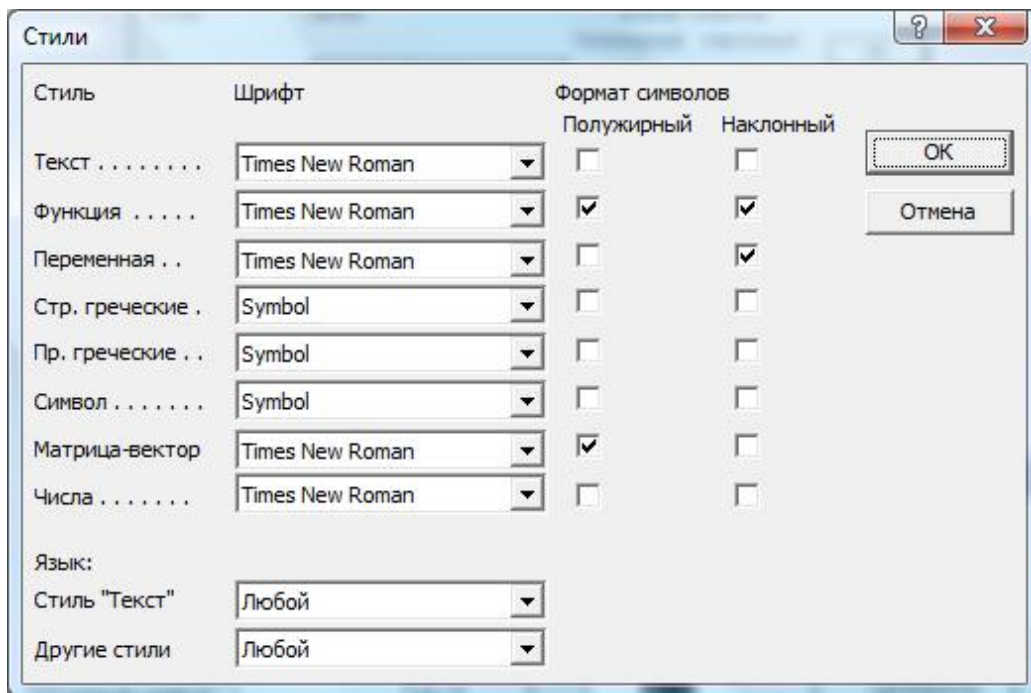 Стили
Стиль Шрифт Формат символов
Полужирный Наклонный
Текст . . . . . . . . Times New Roman OK
Функция . . . . . Times New Roman Отмена
Переменная . . Times New Roman
Стр. греческие . Symbol
Пр. греческие . . Symbol
Символ . . . . . . . Symbol
Матрица-вектор Times New Roman
Числа . . . . . . . Times New Roman
Язык:
Стиль "Текст" Любой
Другие стили Любой